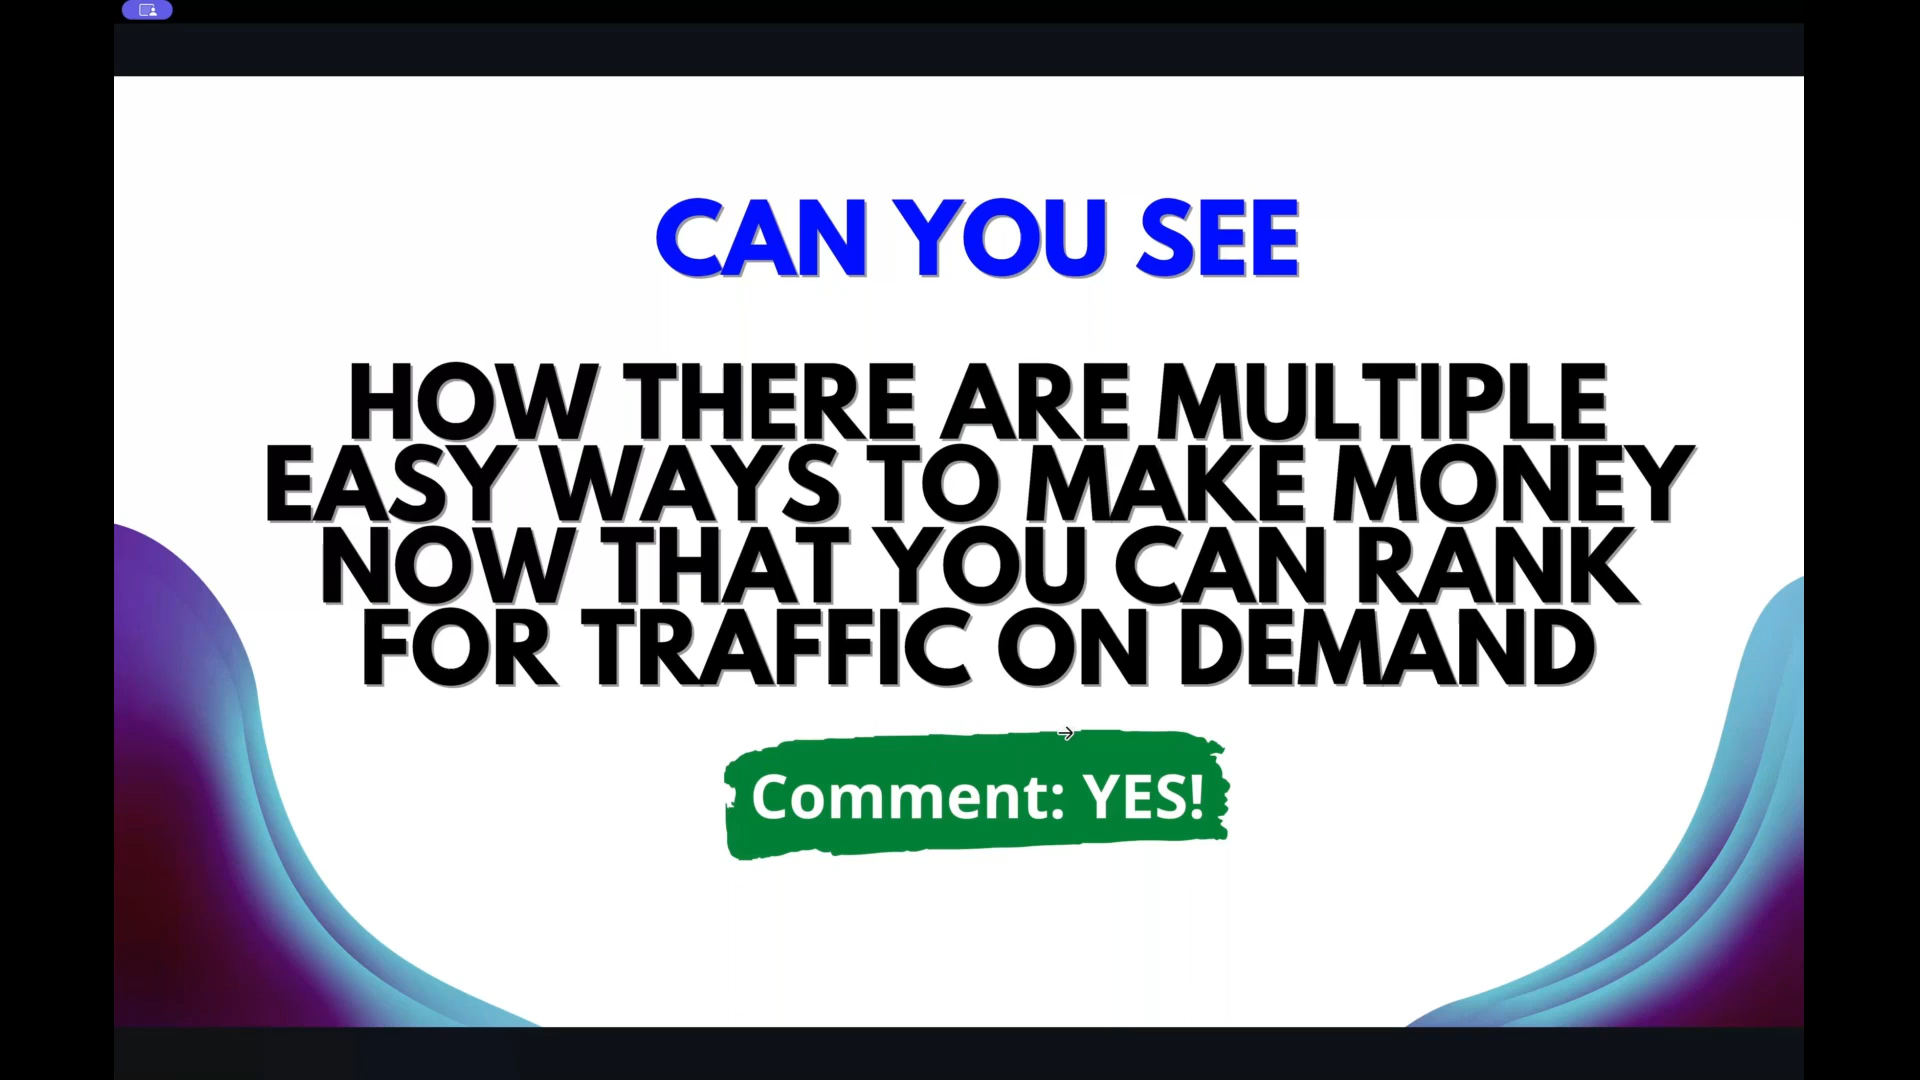 CAN YOU SEE
HOW THERE ARE MULTIPLE
EASY WAYS TO MAKE MONEY
NOW THAT YOU CAN RANK
FOR TRAFFIC ON DEMAND
Comment: YES!